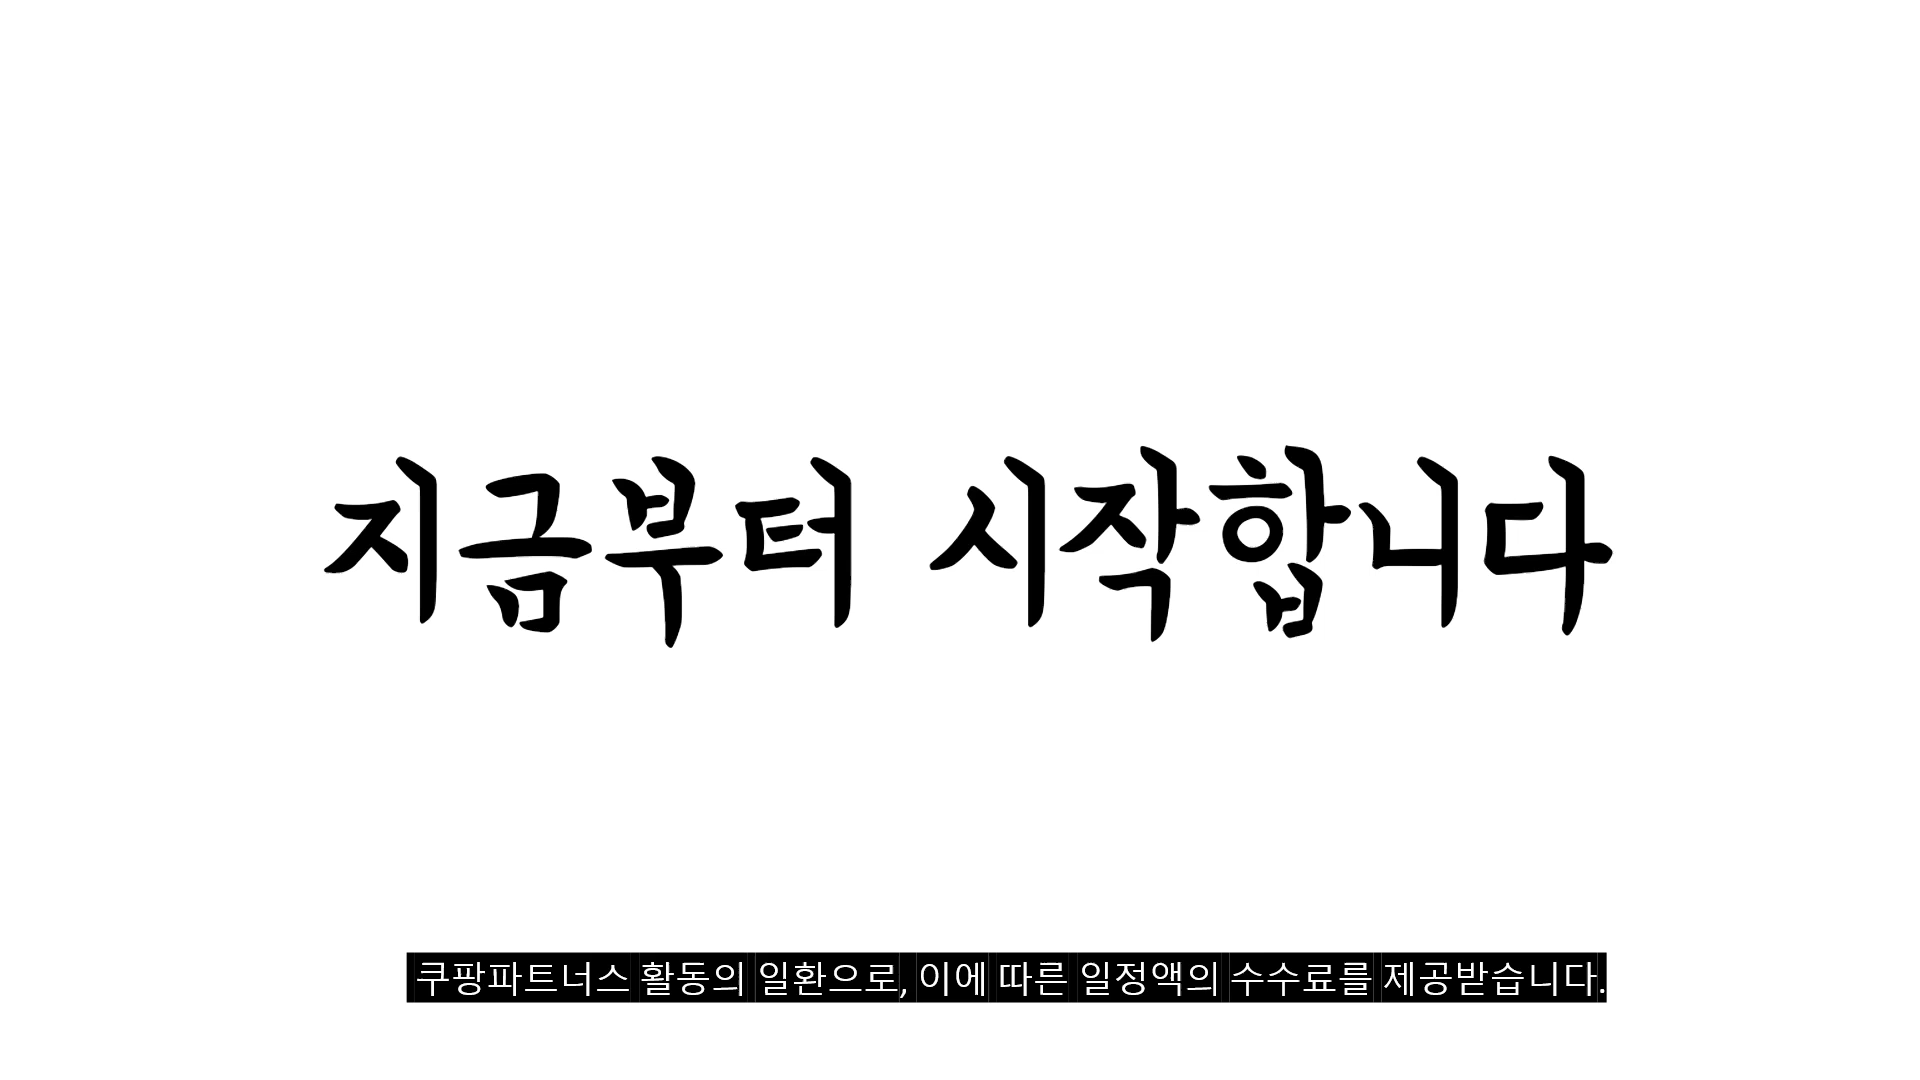 지금부터 시작합니다
쿠팡파트너스 활동의 일환으로, 이에 따른 일정액의 수수료를 제공받습니다.